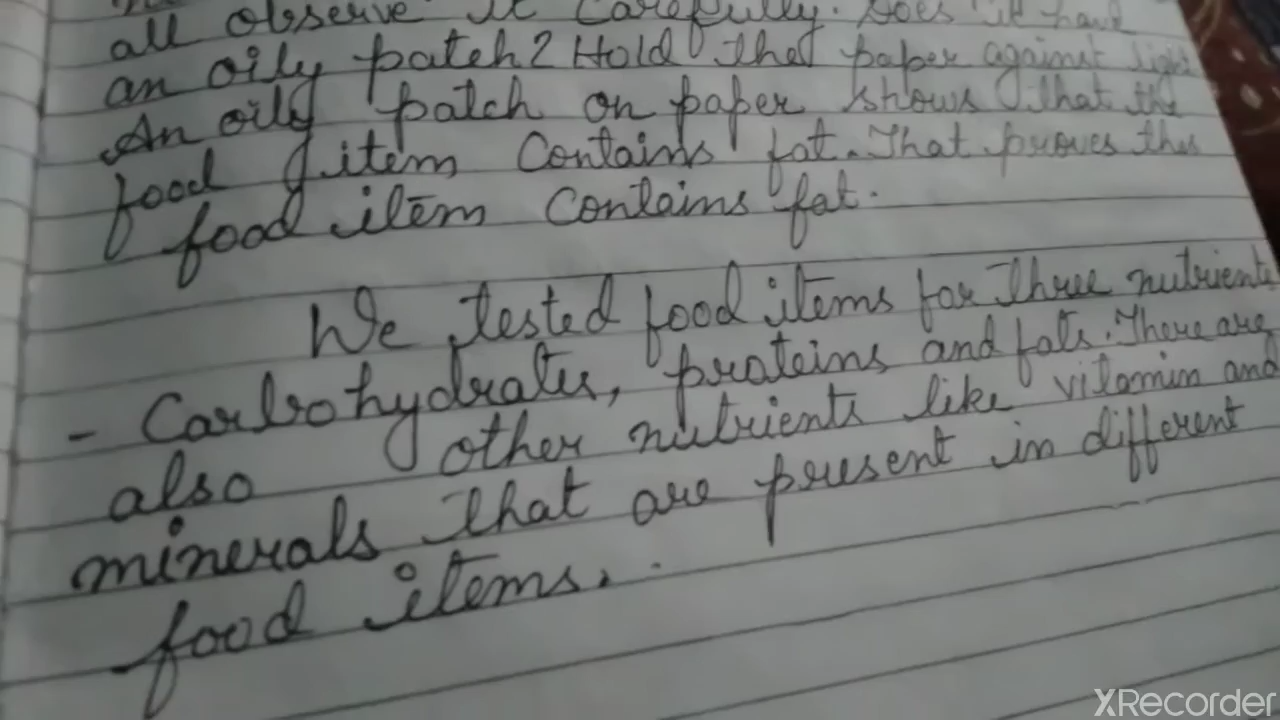 all observe it carefully. Does it have
an oily patch? Hold the paper against light
An oily patch on paper shows that the
food item contains fat. That proves this
food item contains fat.
We tested food items for three nutrients
- Carbohydrates, proteins and fats. There are
also other nutrients like vitamin and
minerals that are present in different
food items.
XRecorder